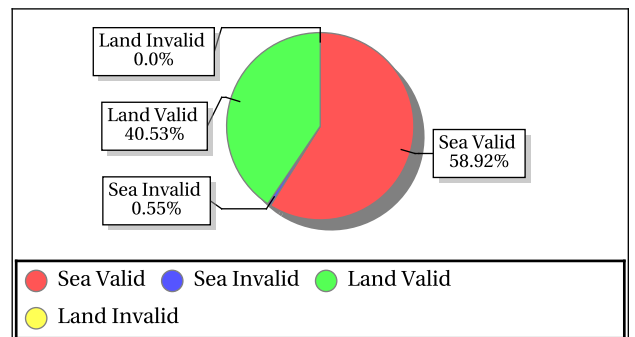 Land Invalid
0.0%
Land Valid
40.53%
Sea Valid
58.92%
Sea Invalid
0.55%
Sea Valid Sea Invalid Land Valid
Land Invalid